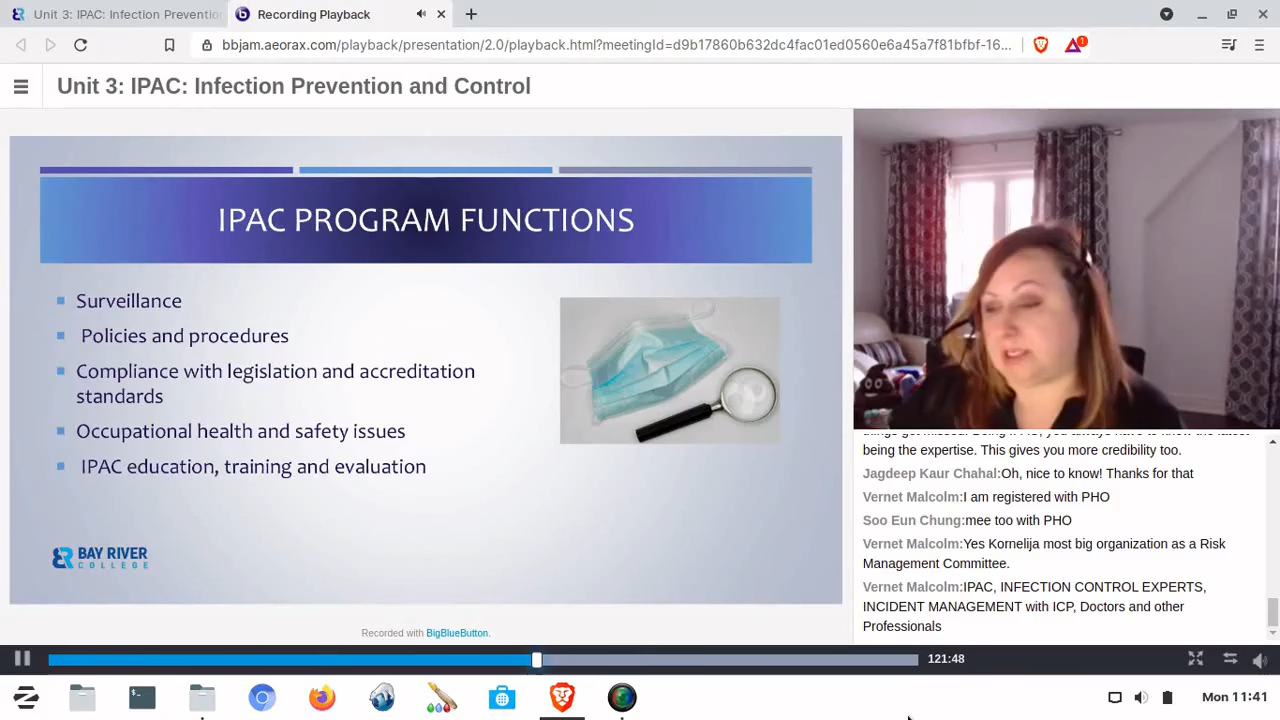 Unit 3: IPAC: Infection Preventio
Recording Playback
bbjam.aeorax.com/playback/presentation/2.0/playback.html?meetingId=d9b17860b632dc4fac01ed0560e6a45a7f81bfbf-16...
1
Unit 3: IPAC: Infection Prevention and Control
IPAC PROGRAM FUNCTIONS
Surveillance
Policies and procedures
Compliance with legislation and accreditation
standards
Occupational health and safety issues
IPAC education, training and evaluation
BAY RIVER
COLLEGE
Recorded with BigBlueButton.
being the expertise. This gives you more credibility too.
Jagdeep Kaur Chahal:Oh, nice to know! Thanks for that
Vernet Malcolm:I am registered with PHO
Soo Eun Chung:mee too with PHO
Vernet Malcolm:Yes Kornelija most big organization as a Risk
Management Committee.
Vernet Malcolm:IPAC, INFECTION CONTROL EXPERTS,
INCIDENT MANAGEMENT with ICP, Doctors and other
Professionals
121:48
Mon 11:41